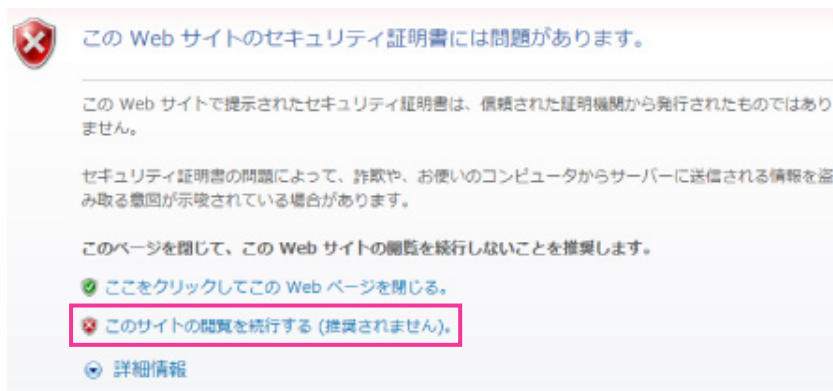 この Web サイトのセキュリティ証明書には問題があります。
この Web サイトで提示されたセキュリティ証明書は、信頼された証明機関から発行されたものではあり
ません。
セキュリティ証明書の問題によって、詐欺や、お使いのコンピュータからサーバーに送信される情報を盗
み取る意図が示唆されている場合があります。
このページを閉じて、この Web サイトの閲覧を続行しないことを推奨します。
ここをクリックしてこの Web ページを閉じる。
このサイトの閲覧を続行する (推奨されません)。
詳細情報